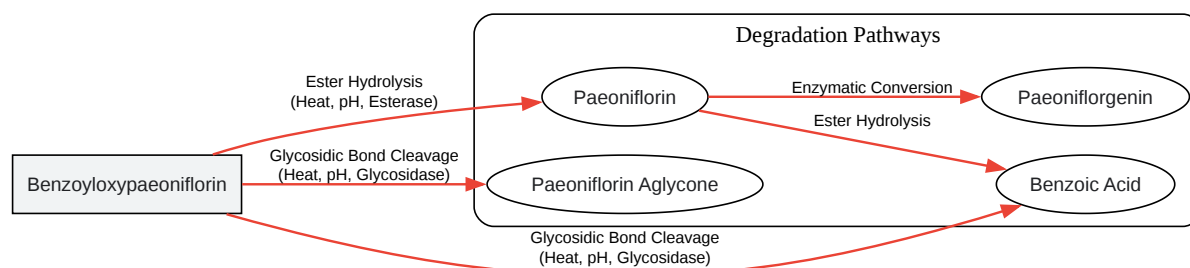 Degradation Pathways
Ester Hydrolysis
(Heat, pH, Esterase)
Paeoniflorin
Enzymatic Conversion
Paeoniflorgenin
Ester Hydrolysis
Benzoyloxypaeoniflorin
Glycosidic Bond Cleavage
(Heat, pH, Glycosidase)
Paeoniflorin Aglycone
Benzoic Acid
Glycosidic Bond Cleavage
(Heat, pH, Glycosidase)